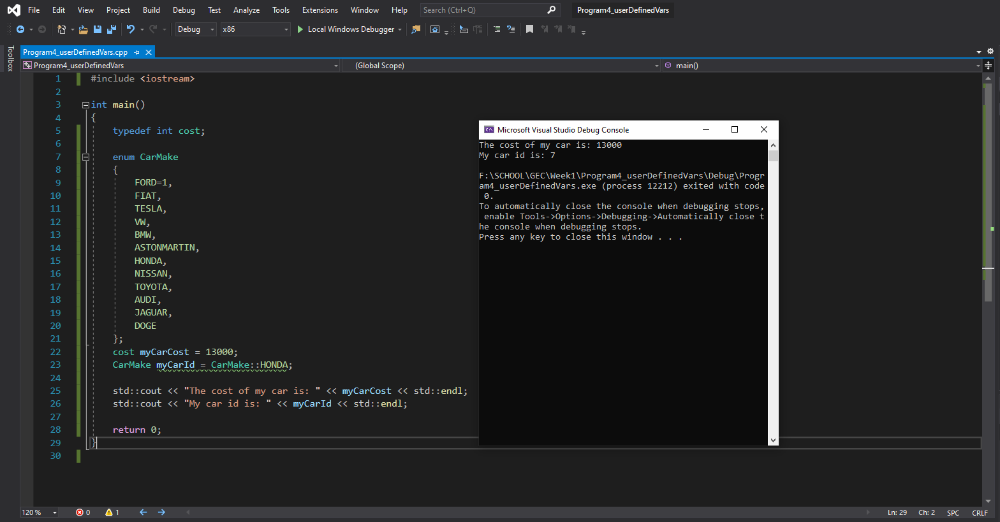 File Edit View Project Build Debug Test Analyze Tools Extensions Window Help Search (Ctrl+Q) Program4_userDefinedVars
Debug x86 Local Windows Debugger
Toolbox
Program4_userDefinedVars.cpp
Program4_userDefinedVars (Global Scope) main()
1 #include <iostream>
2
3 int main()
4 {
5 typedef int cost;
6
7 enum CarMake
8 {
9 FORD=1,
10 FIAT,
11 TESLA,
12 VW,
13 BMW,
14 ASTONMARTIN,
15 HONDA,
16 NISSAN,
17 TOYOTA,
18 AUDI,
19 JAGUAR,
20 DOGE
21 };
22 cost myCarCost = 13000;
23 CarMake myCarId = CarMake::HONDA;
24
25 std::cout << "The cost of my car is: " << myCarCost << std::endl;
26 std::cout << "My car id is: " << myCarId << std::endl;
27
28 return 0;
29 }
30
C:\ Microsoft Visual Studio Debug Console
The cost of my car is: 13000
My car id is: 7
F:\SCHOOL\GEC\Week1\Program4_userDefinedVars\Debug\Progr
am4_userDefinedVars.exe (process 12212) exited with code
0.
To automatically close the console when debugging stops,
enable Tools->Options->Debugging->Automatically close t
he console when debugging stops.
Press any key to close this window . . .
120 % 0 1 Ln: 29 Ch: 2 SPC CRLF